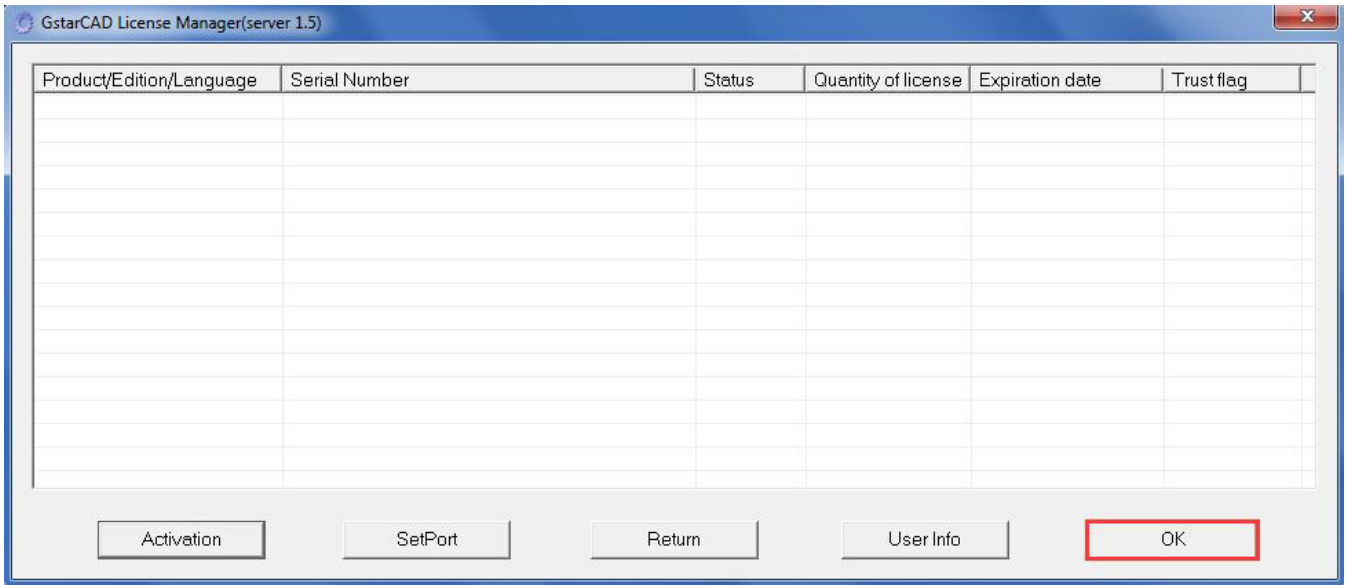 GstarCAD License Manager(server 1.5)
Product/Edition/Language Serial Number Status Quantity of license Expiration date Trust flag
Activation SetPort Return User Info OK